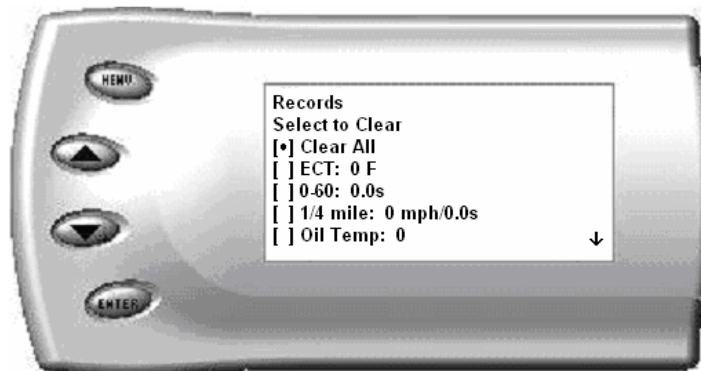 MENU
Records
Select to Clear
[•] Clear All
[ ] ECT: 0 F
[ ] 0-60: 0.0s
[ ] 1/4 mile: 0 mph/0.0s
[ ] Oil Temp: 0 ↓
ENTER